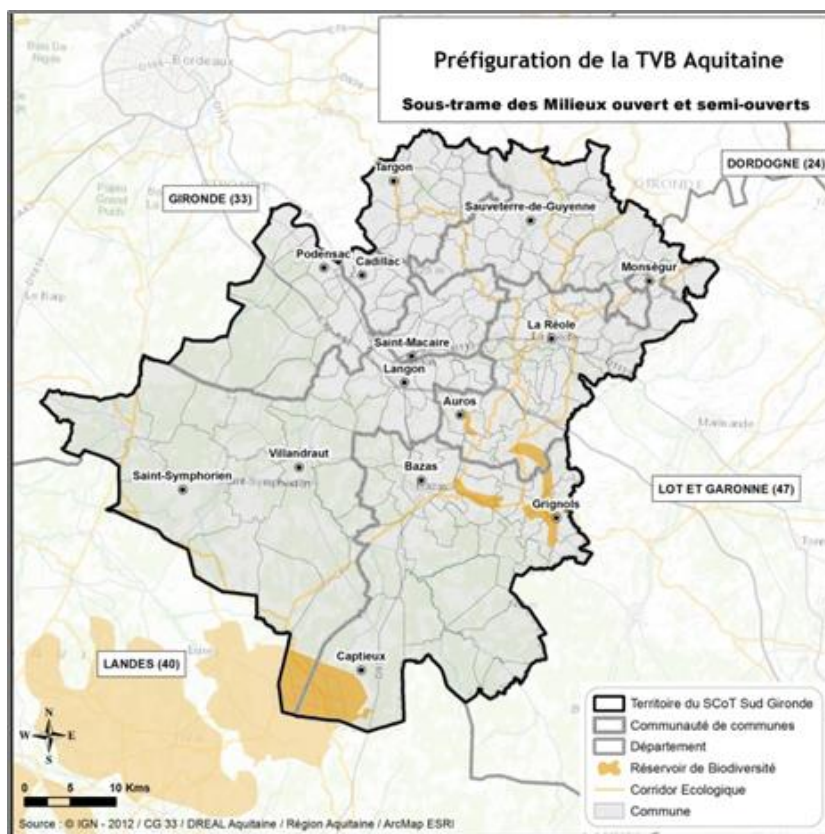 Préfiguration de la TVB Aquitaine
Sous-trame des Milieux ouvert et semi-ouverts
Bordeaux
DORDOGNE (24)
GIRONDE
GIRONDE (33)
Targon
Sauveterre-de-Guyenne
Podensac
Cadillac
Monségur
La Réole
Saint-Macaire
Langon
Auros
Marmande
Villandraut
Bazas
Saint-Symphorien
LOT ET GARONNE (47)
Grignols
LANDES (40)
Captieux
N
W E
S
0 5 10 Kms
Territoire du SCoT Sud Gironde
Communauté de communes
Département
Réservoir de Biodiversité
Corridor Ecologique
Commune
Source : © IGN - 2012 / CG 33 / DREAL Aquitaine / Région Aquitaine / ArcMap ESRI